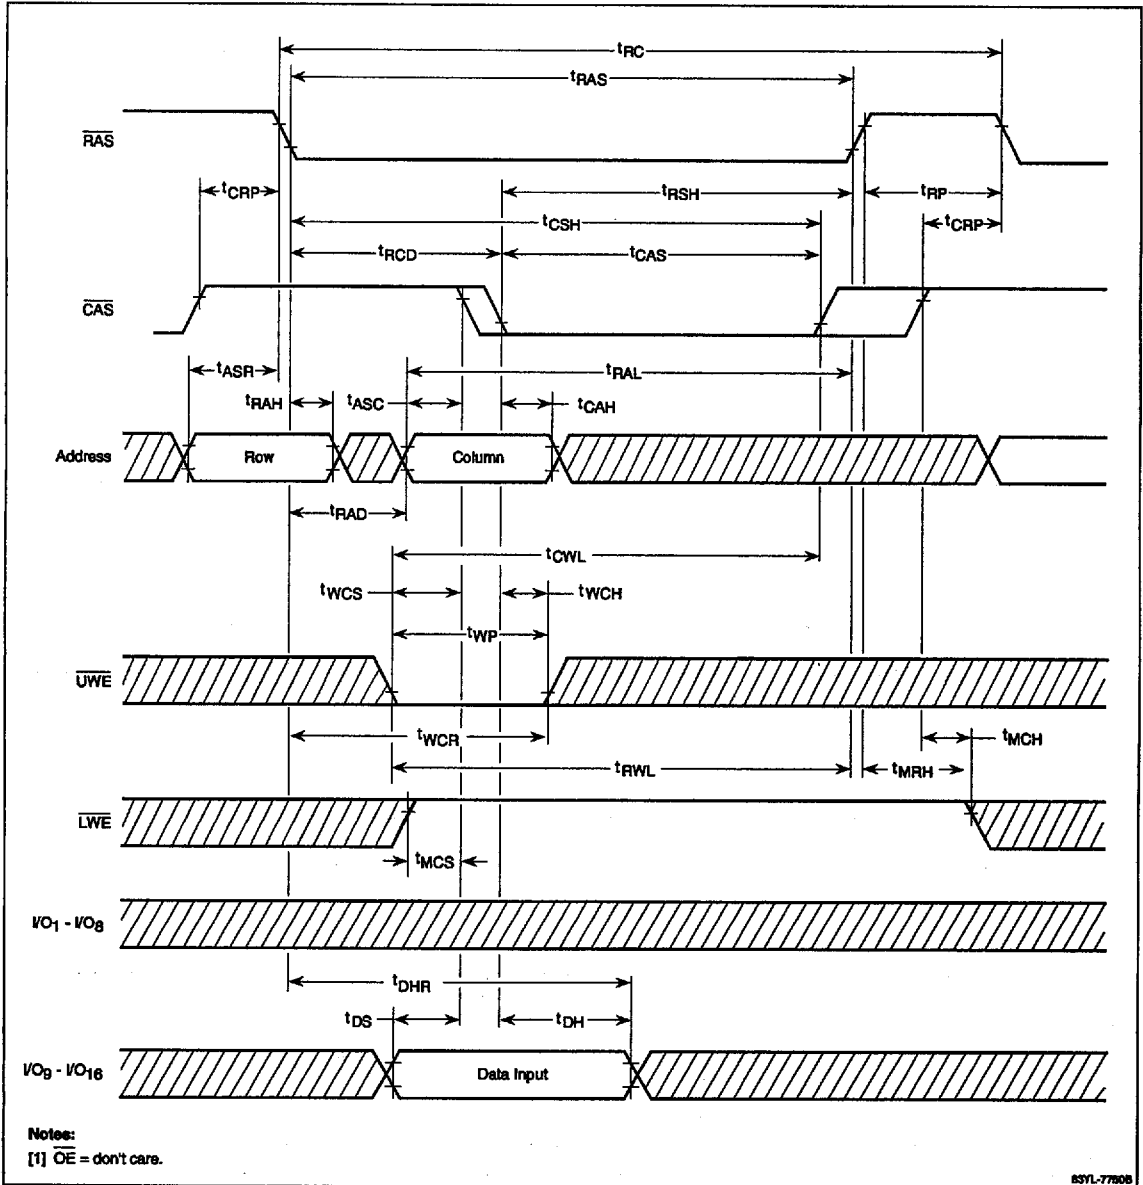 tRC
tRAS
RAS
tCRP
tRSH
tRP
tCSH
tCRP
tRCD
tCAS
CAS
tASR
tRAL
tRAH
tASC
tCAH
Address
Row
Column
tRAD
tCWL
tWCS
tWCH
tWP
UWE
tWCR
tMCH
tRWL
tMRH
LWE
tMCS
I/O1 - I/O8
tDHR
tDS
tDH
I/O9 - I/O16
Data Input
Notes:
[1] OE = don't care.
83YL-7760B